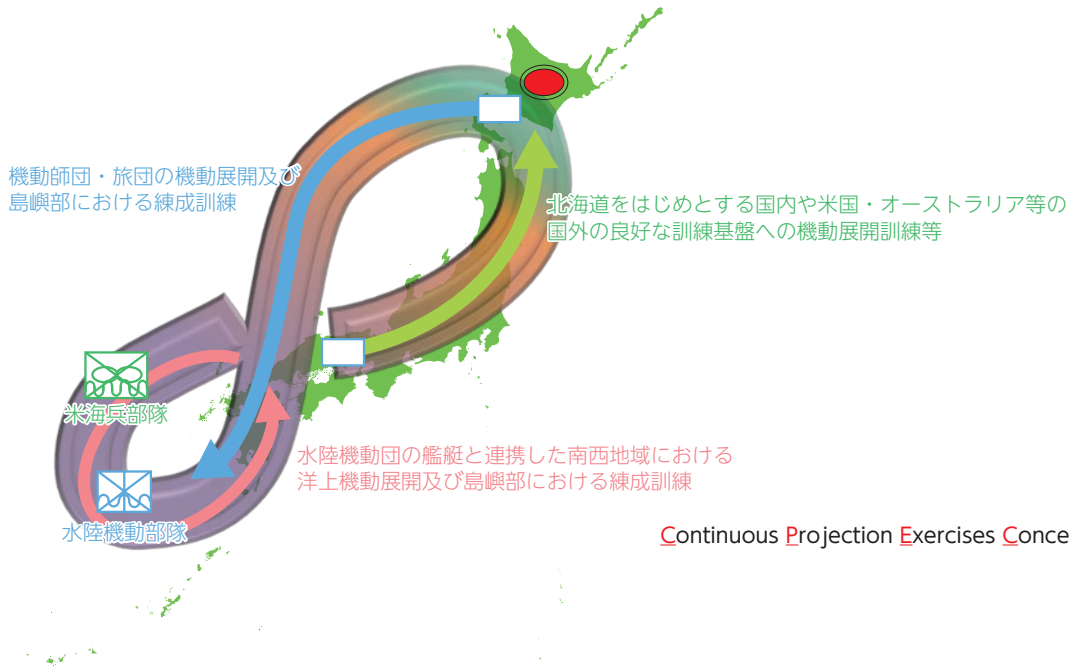 機動師団・旅団の機動展開及び
島嶼部における練成訓練
北海道をはじめとする国内や米国・オーストラリア等の
国外の良好な訓練基盤への機動展開訓練等
米海兵部隊
水陸機動団の艦艇と連携した南西地域における
洋上機動展開及び島嶼部における練成訓練
水陸機動部隊
Continuous Projection Exercises Conce